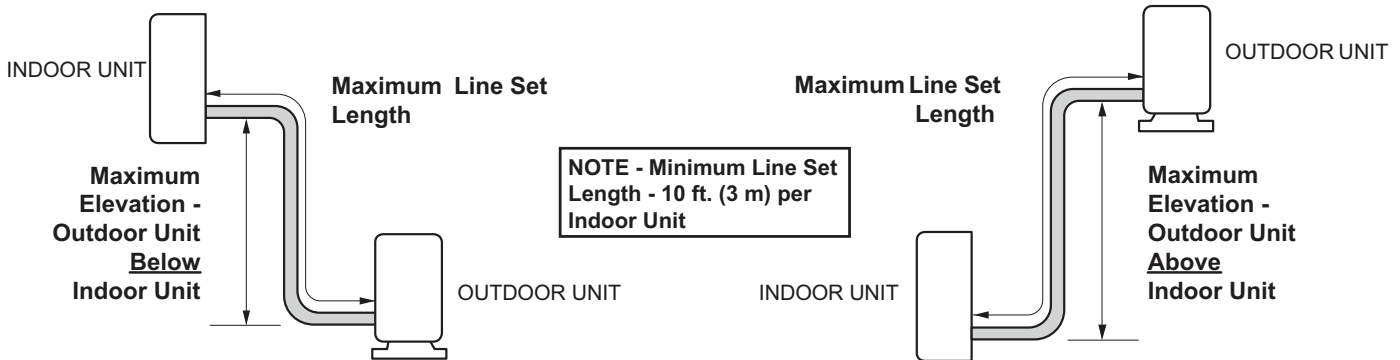 INDOOR UNIT
Maximum Line Set
Length
Maximum
Elevation -
Outdoor Unit
Below
Indoor Unit
OUTDOOR UNIT
NOTE - Minimum Line Set
Length - 10 ft. (3 m) per
Indoor Unit
OUTDOOR UNIT
Maximum Line Set
Length
Maximum
Elevation -
Outdoor Unit
Above
Indoor Unit
INDOOR UNIT